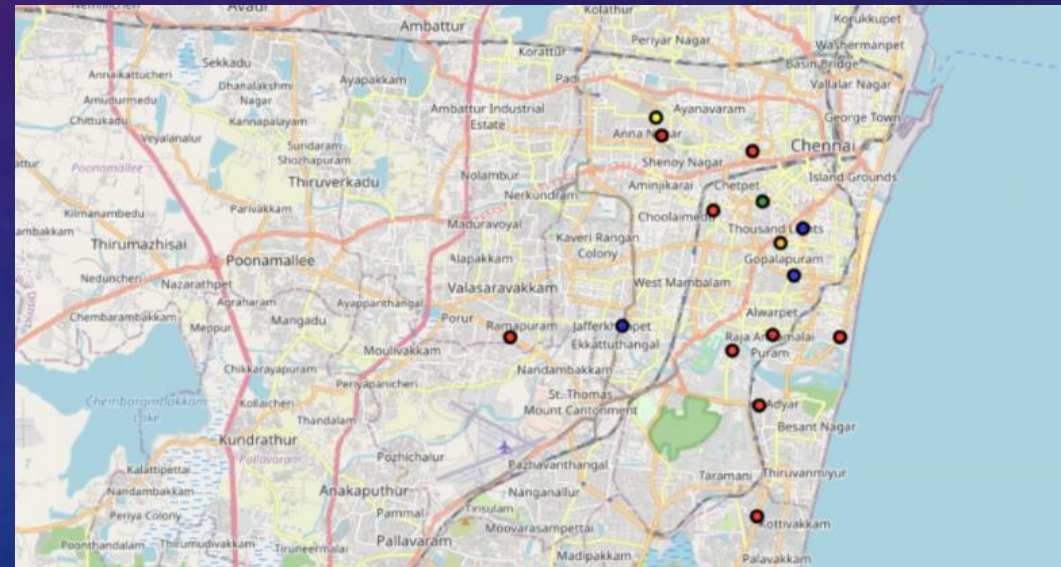 Avadi
Kolathur
Korukkupet
Ambattur
Periyar Nagar
Washermanpet
Korattur
Basin Bridge
Sekkadu
Annaikattucheri
Ayapakkam
Padi
Vallalar Nagar
Dhanalakshmi
Nagar
Amudurmedu
Ambattur Industrial
Estate
Ayanavaram
George Town
Chittukadu
Kannapalayam
Anna Nagar
Veyalanalur
Sundaram
Shozhapuram
Chennai
Poonamallee
Shenoy Nagar
Nolambur
Island Grounds
Thiruverkadu
Aminjikarai
Chetpet
Nerkundram
Parivakkam
Kilmanambedu
Choolaimedu
Maduravoyal
Thousand Lights
Kaveri Rangan
Colony
Thirumazhisai
Alapakkam
Gopalapuram
Poonamallee
Neduncheri
Nazarathpet
West Mambalam
Valasaravakkam
Agraharam
Ayappanthangal
Chembarambakkam
Meppur
Mangadu
Porur
Alwarpet
Ramapuram
Ekkattuthangal
Puram
Moulivakkam
Chikkarayapuram
Nandambakkam
Periyapanicheri
St. Thomas
Mount Cantonment
Chembarambakkam
Lake
Kollaicheri
Adyar
Thandalam
Besant Nagar
Kundrathur
Pallavaram
Pozhichalur
Kalattipettai
Pazhavanthangal
Taramani
Thiruvanmiyur
Nandambakkam
Anakaputhur
Nanganallur
Periya Colony
Pammal
Tirisulam
Moovarasampettai
Kottivakkam
Poonthandalam
Thirumudivakkam
Tiruneermalai
Pallavaram
Madipakkam
Palavakkam